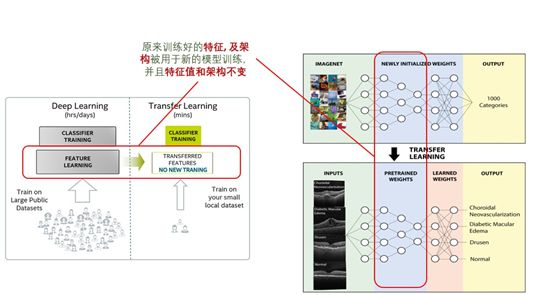 原来训练好的特征, 及架
构被用于新的模型训练,
并且特征值和架构不变
Deep Learning
(hrs/days)
CLASSIFIER
TRAINING
FEATURE
LEARNING
Train on
Large Public
Datasets
Transfer Learning
(mins)
CLASSIFIER
TRAINING
TRANSFERRED
FEATURES
NO NEW TRANING
Train on
your small
local dataset
IMAGENET
NEWLY INITIALIZED WEIGHTS
OUTPUT
1000
Categories
TRANSFER
LEARNING
INPUTS
PRETRAINED
WEIGHTS
LEARNED
WEIGHTS
OUTPUT
Choroidal
Neovascularization
Diabetic Macular
Edema
Drusen
Normal
Choroidal
Neovascularization
Diabetic Macular
Edema
Drusen
Normal